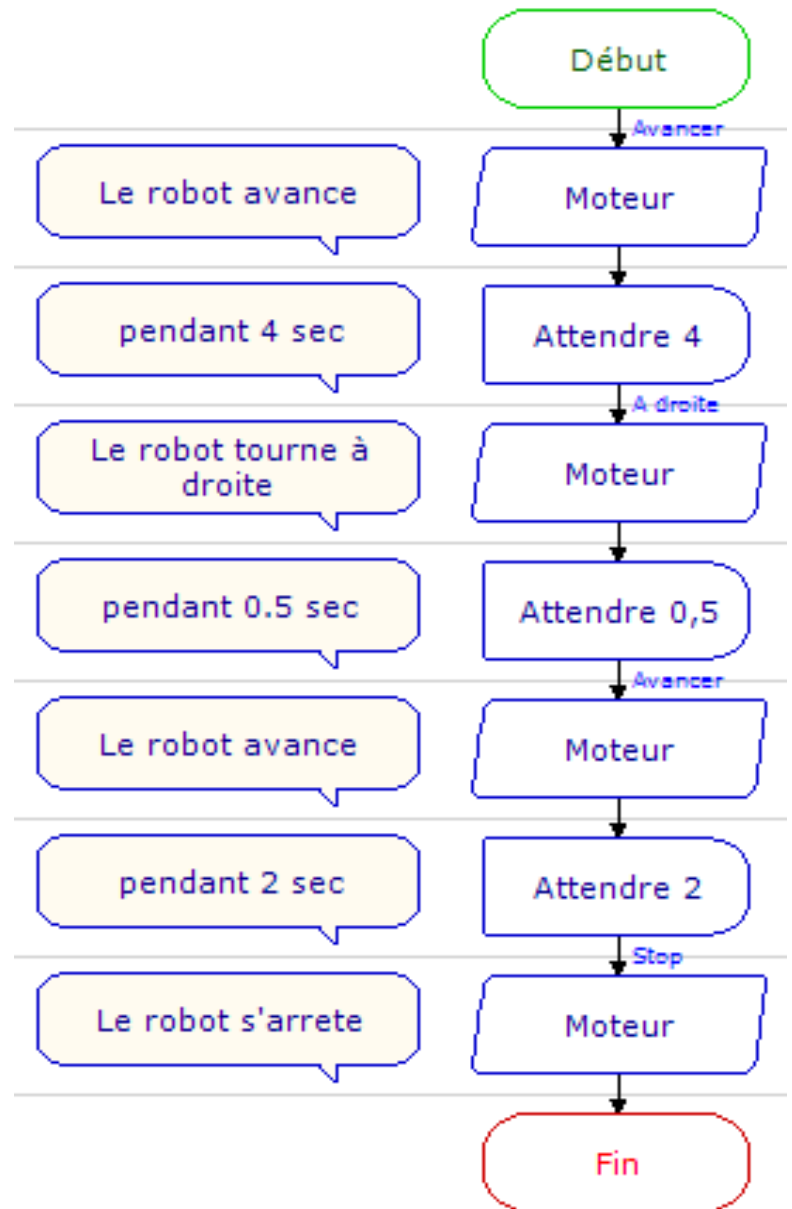 Début
Avancer
Le robot avance
Moteur
pendant 4 sec
Attendre 4
A droite
Le robot tourne à
droite
Moteur
pendant 0.5 sec
Attendre 0,5
Avancer
Le robot avance
Moteur
pendant 2 sec
Attendre 2
Stop
Le robot s'arrete
Moteur
Fin